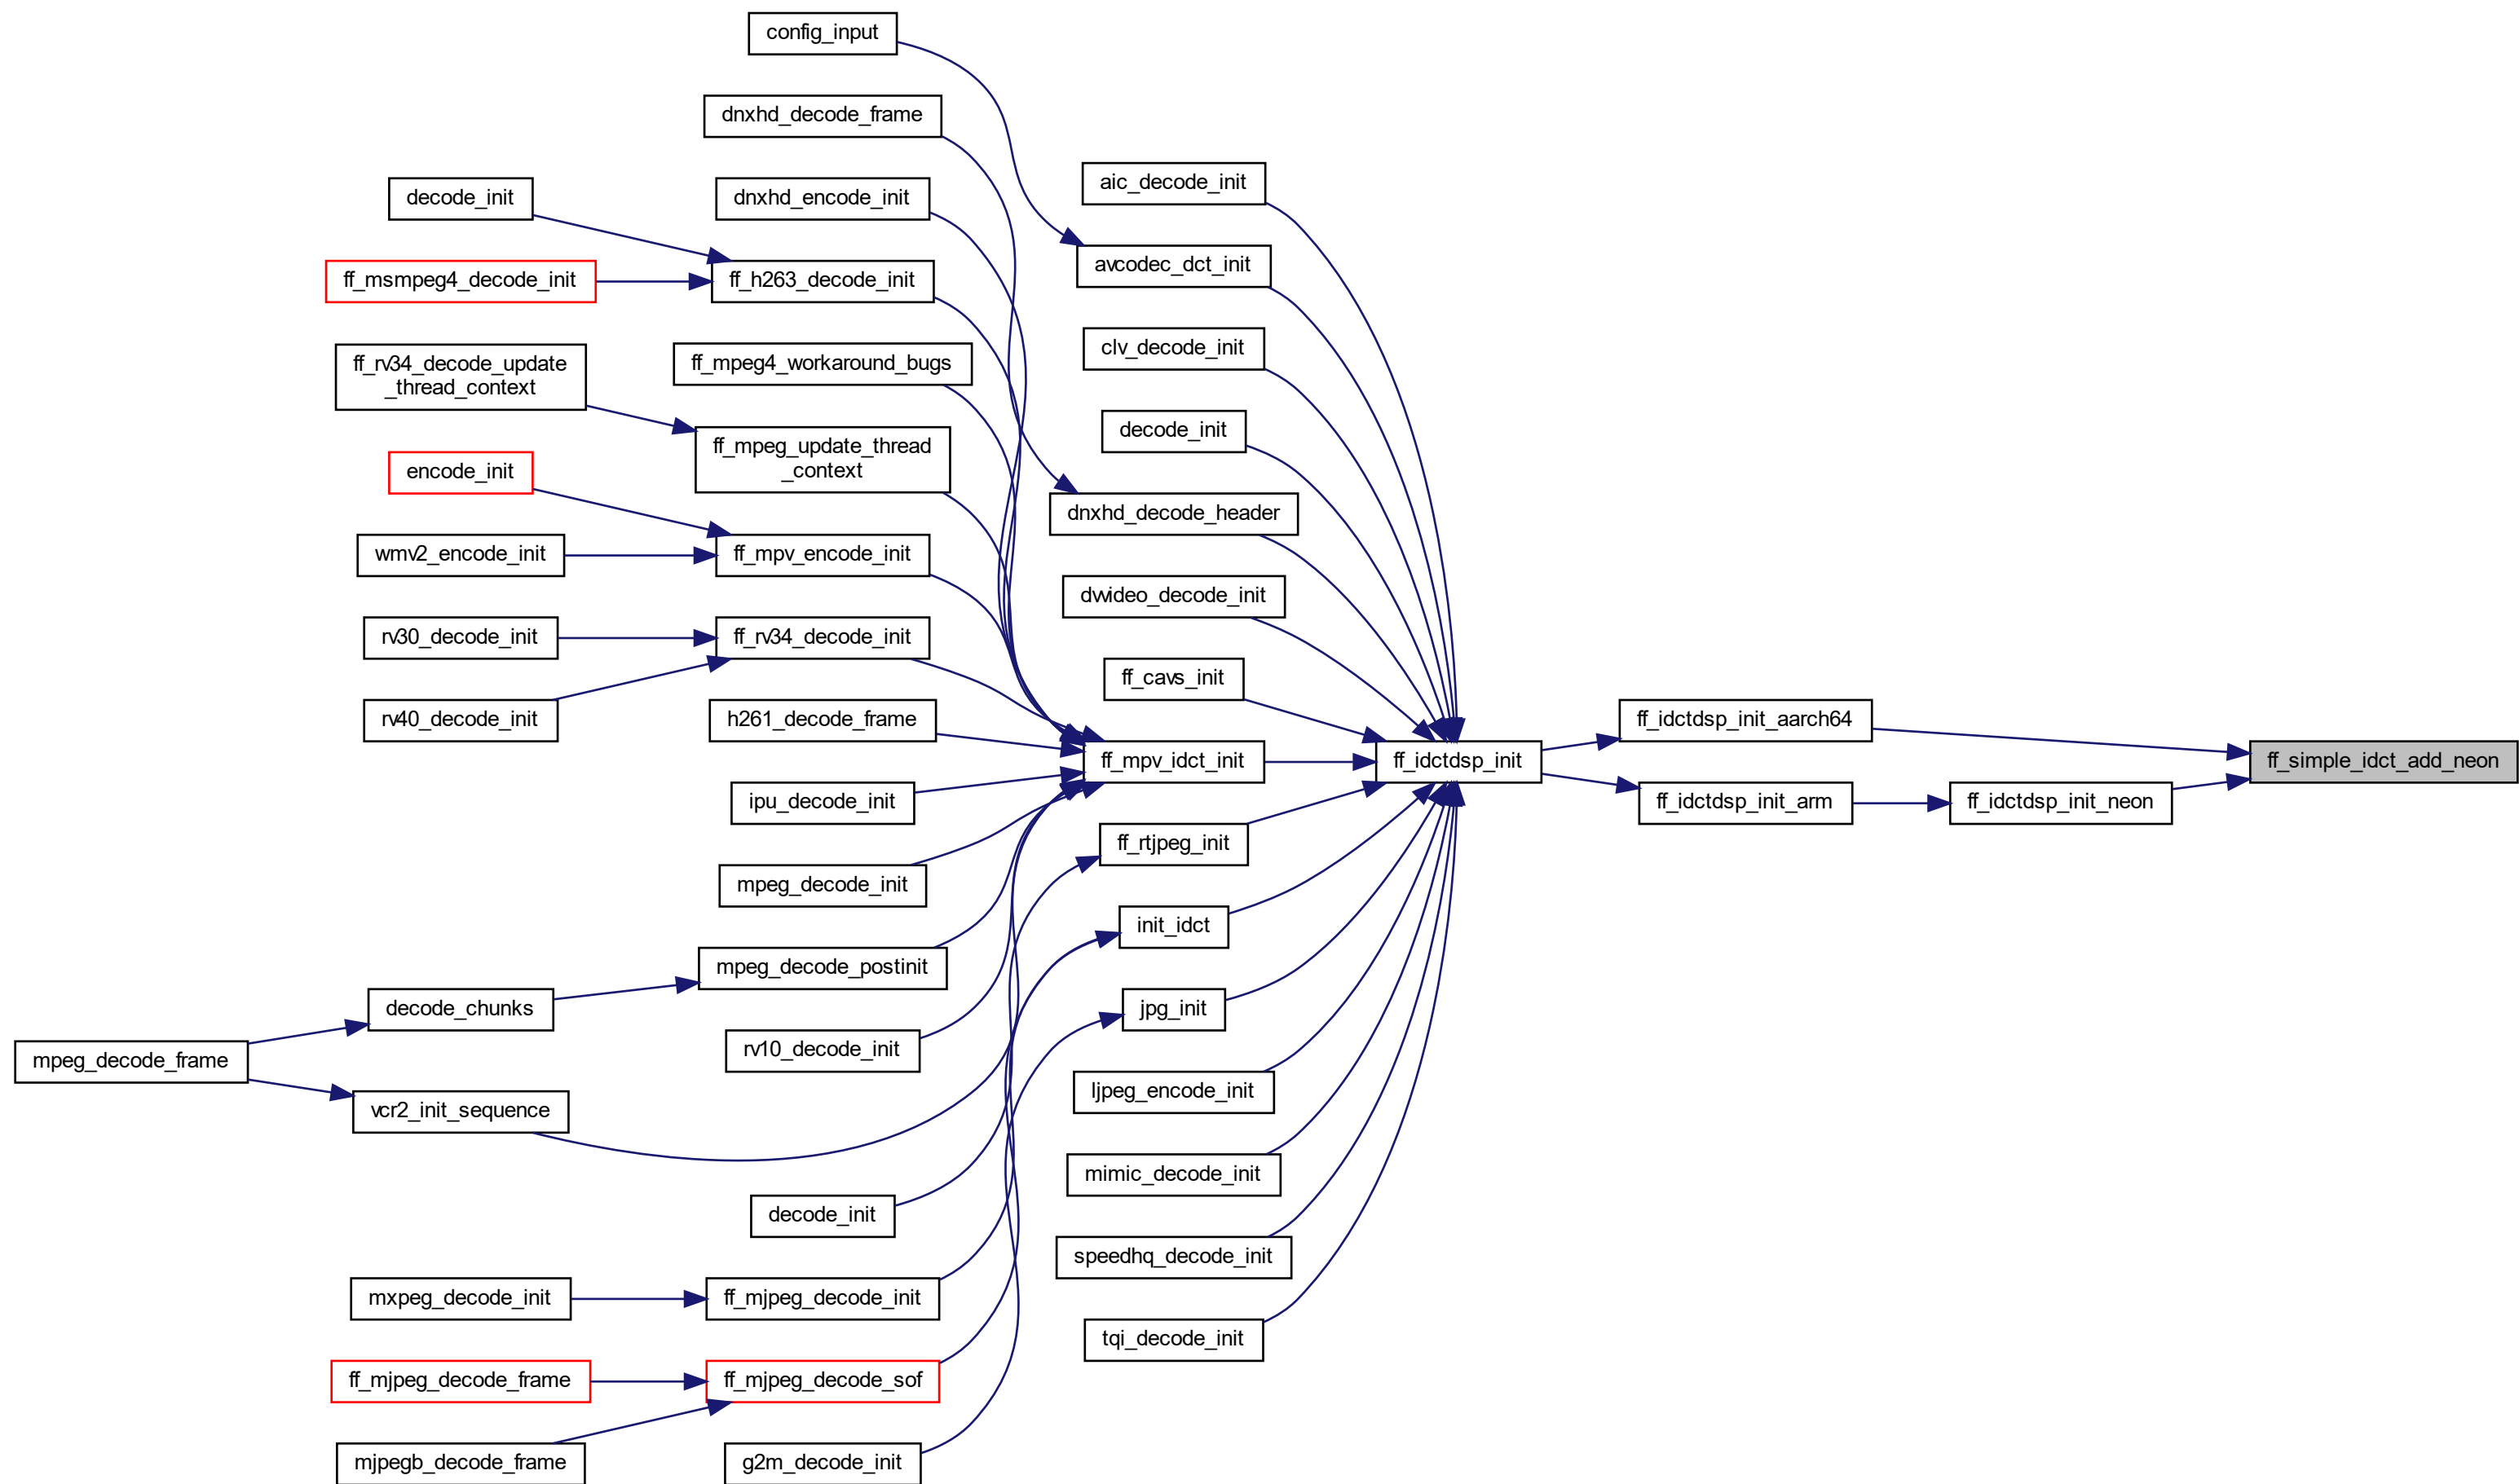 config_input
dnxhd_decode_frame
aic_decode_init
decode_init
dnxhd_encode_init
avcodec_dct_init
ff_msmpeg4_decode_init
ff_h263_decode_init
clv_decode_init
ff_rv34_decode_update
_thread_context
ff_mpeg4_workaround_bugs
decode_init
ff_mpeg_update_thread
_context
encode_init
dnxhd_decode_header
wmv2_encode_init
ff_mpv_encode_init
dwideo_decode_init
rv30_decode_init
ff_rv34_decode_init
ff_cavs_init
rv40_decode_init
h261_decode_frame
ff_idctdsp_init_aarch64
ff_mpv_idct_init
ff_idctdsp_init
ff_simple_idct_add_neon
ipu_decode_init
ff_idctdsp_init_arm
ff_idctdsp_init_neon
ff_rtjpeg_init
mpeg_decode_init
init_idct
mpeg_decode_postinit
decode_chunks
jpg_init
mpeg_decode_frame
rv10_decode_init
vcr2_init_sequence
ljpeg_encode_init
mimic_decode_init
decode_init
speedhq_decode_init
mxpeg_decode_init
ff_mjpeg_decode_init
tqi_decode_init
ff_mjpeg_decode_frame
ff_mjpeg_decode_sof
mjpegb_decode_frame
g2m_decode_init